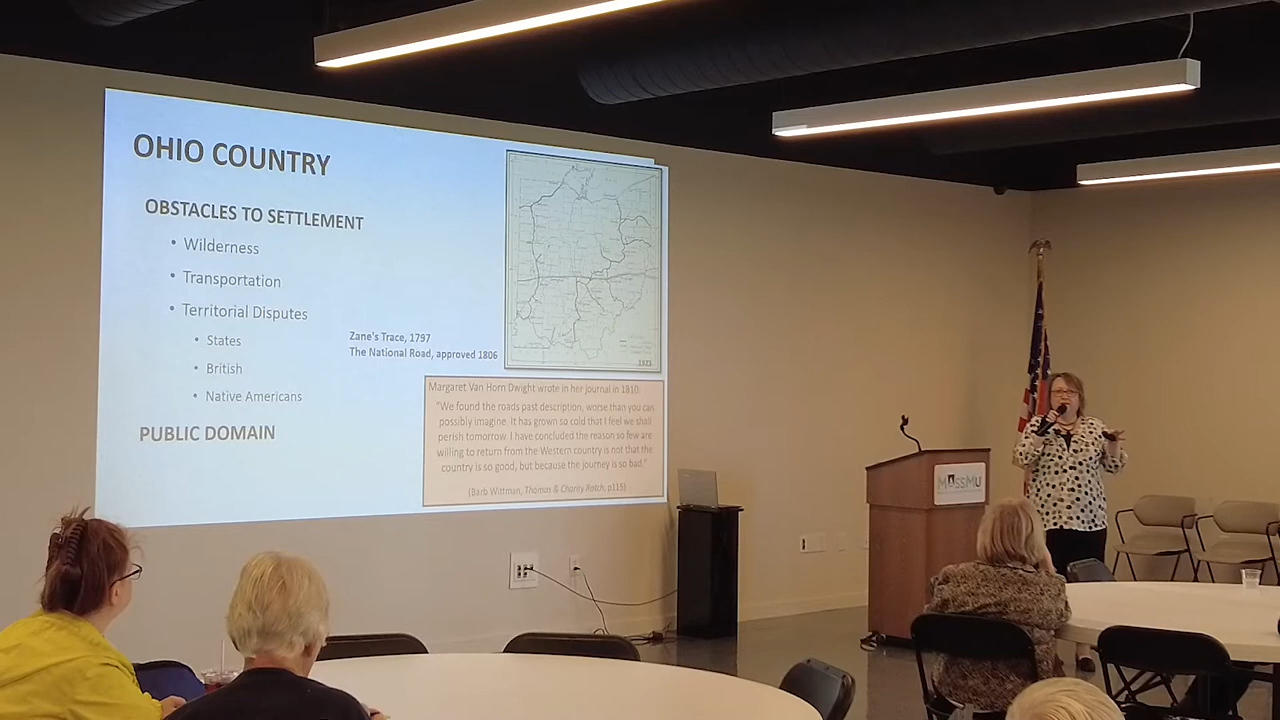 OHIO COUNTRY
OBSTACLES TO SETTLEMENT
• Wilderness
• Transportation
• Territorial Disputes
• States
• British
• Native Americans
PUBLIC DOMAIN
Zane's Trace, 1797
The National Road, approved 1806
1923
Margaret Van Horn Dwight wrote in her journal in 1810:
"We found the roads past description, worse than you can
possibly imagine. It has grown so cold that I feel we shall
perish tomorrow. I have concluded the reason so few are
willing to return from the Western country is not that the
country is so good, but because the journey is so bad."
(Barb Wittman, Thomas & Charity Rotch, p115)
MASSMU